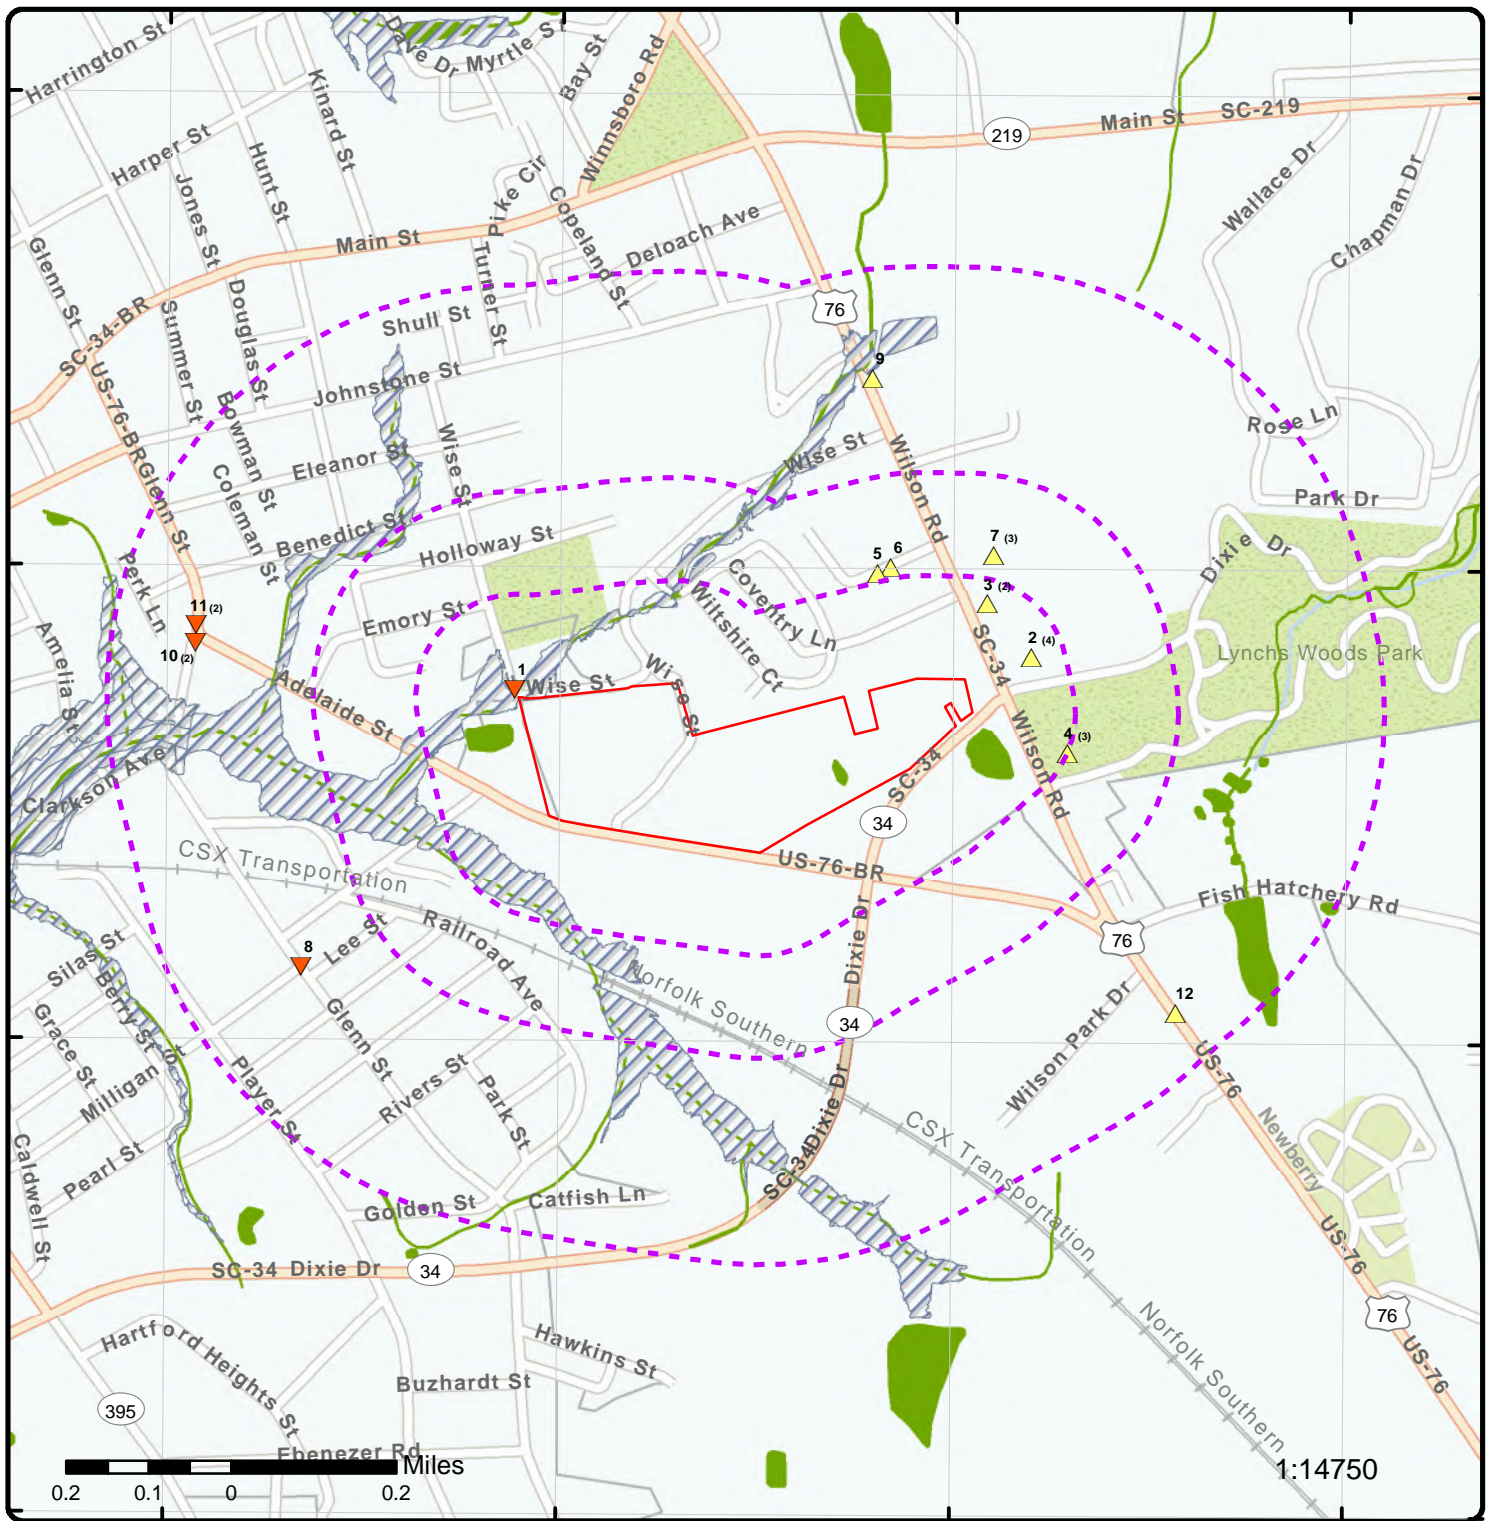 Harrington St
Dave Dr
Myrtle St
Bay St
Winnsboro Rd
Kinard St
Harper St
Hunt St
Jones St
Pike Cir
Copeland St
Main St
SC-219
219
Wallace Dr
Chapman Dr
Glenn St
Main St
Turner St
Deloach Ave
SC-34-BR
Summer St
Douglas St
Shull St
76
9
US-76-BR
Johnstone St
Bowman St
Wise St
Eleanor St
Coleman St
Glenn St
Wise St
Wilson Rd
Rose Ln
Park Dr
Benedict St
Holloway St
Dixie Dr
Perk Ln
5
6
7 (3)
Coventry Ln
3 (2)
11 (2)
10 (2)
Emory St
Wiltshire Ct
2 (4)
SC-34
Lynchs Woods Park
Amelia St
1
Wise St
Wise St
Adelaide St
4 (3)
Wilson Rd
SC-34
Clarkson Ave
34
CSX Transportation
US-76-BR
Fish Hatchery Rd
Lee St
Railroad Ave
Dixie Dr
76
8
Silas St
Berry St
Norfolk Southern
12
Grace St
Glenn St
34
Wilson Park Dr
US-76
Milligan St
Player St
Rivers St
Park St
Dixie Dr
CSX Transportation
Newberry
Pearl St
SC-34
Caldwell St
Golden St
Catfish Ln
US-76
SC-34
Dixie Dr
34
Norfolk Southern
76
Hartford Heights St
Hawkins St
US-76
Buzhardt St
395
Ebenezer Rd
Miles
0.2
0.1
0
0.2
1:14750